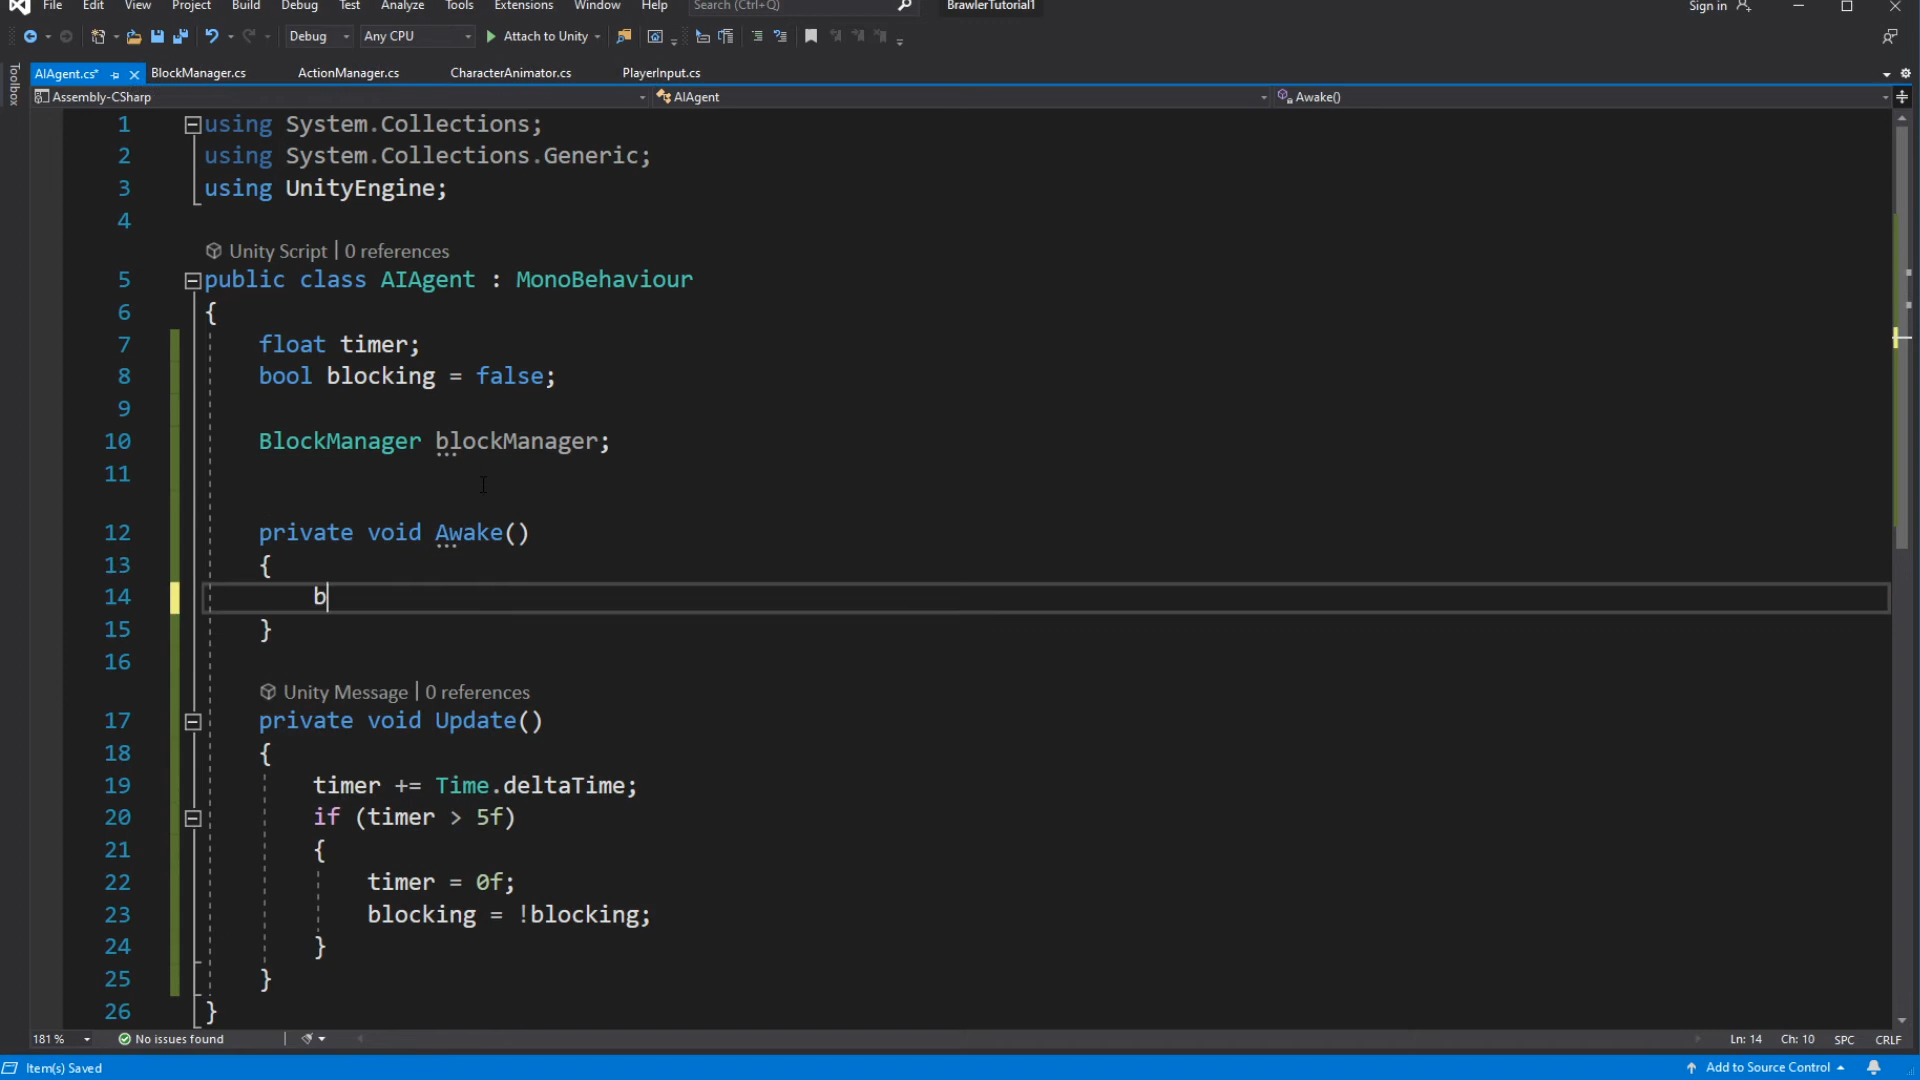 File Edit View Project Build Debug Test Analyze Tools Extensions Window Help Search (Ctrl+Q) BrawlerTutorial1 Sign in
Debug Any CPU Attach to Unity
AIAgent.cs* BlockManager.cs ActionManager.cs CharacterAnimator.cs PlayerInput.cs
Toolbox
Assembly-CSharp AIAgent Awake()
1 using System.Collections;
2 using System.Collections.Generic;
3 using UnityEngine;
4
Unity Script | 0 references
5 public class AIAgent : MonoBehaviour
6 {
7 float timer;
8 bool blocking = false;
9
10 BlockManager blockManager;
11
12 private void Awake()
13 {
14 b
15 }
16
Unity Message | 0 references
17 private void Update()
18 {
19 timer += Time.deltaTime;
20 if (timer > 5f)
21 {
22 timer = 0f;
23 blocking = !blocking;
24 }
25 }
26 }
181 % No issues found Ln: 14 Ch: 10 SPC CRLF
Item(s) Saved Add to Source Control